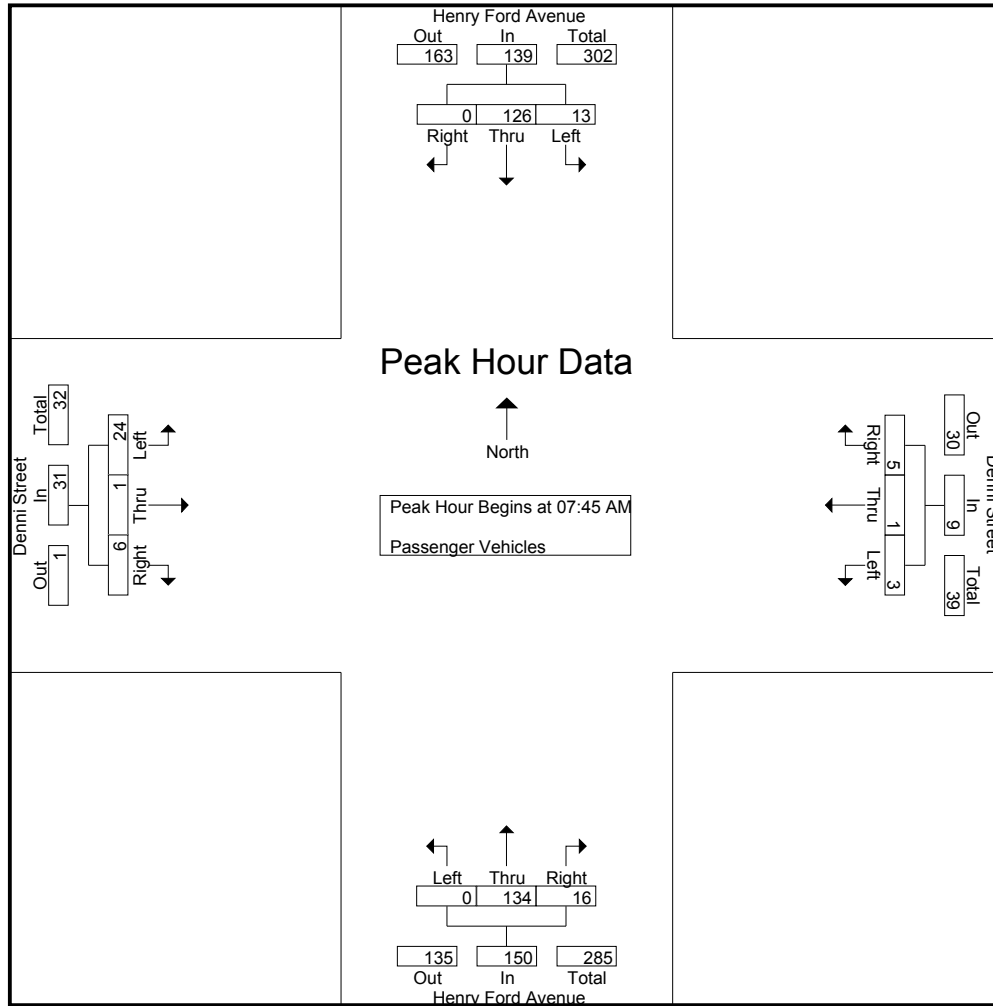 Henry Ford Avenue
Out In Total
163 139 302
0 126 13
Right Thru Left
Peak Hour Data
North
Peak Hour Begins at 07:45 AM
Passenger Vehicles
Denni Street
Out In Total
1 31 32
Right Thru Left
6 1 24
Denni Street
Out In Total
30 9 39
Right Thru Left
5 1 3
Left Thru Right
0 134 16
135 150 285
Out In Total
Henry Ford Avenue